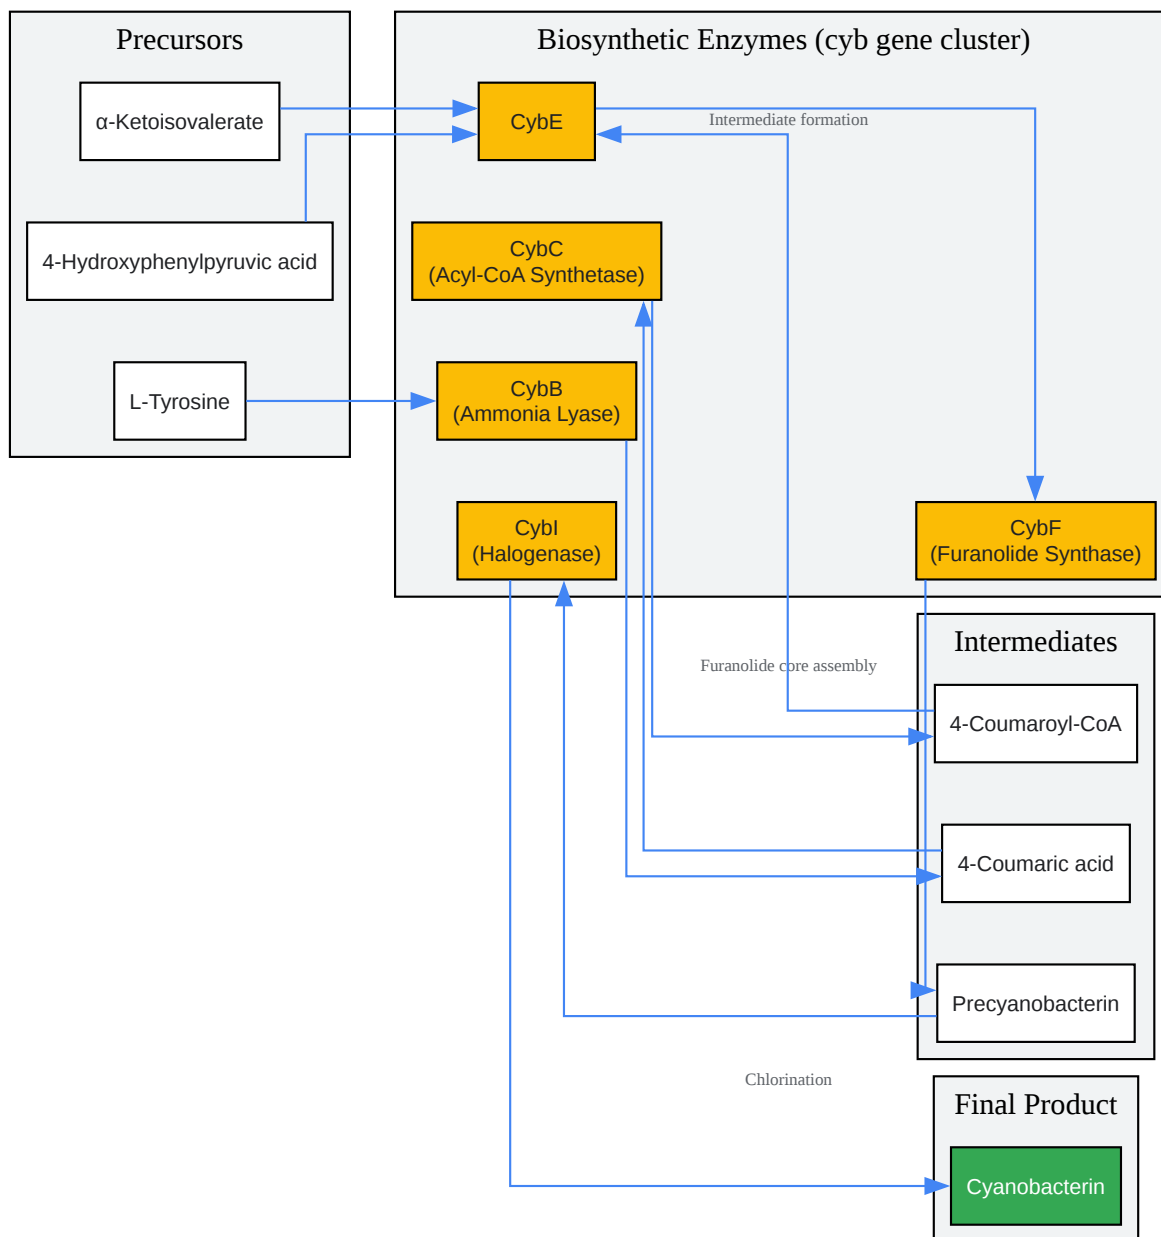 Precursors
α-Ketoisovalerate
4-Hydroxyphenylpyruvic acid
L-Tyrosine
Biosynthetic Enzymes (cyb gene cluster)
CybE
Intermediate formation
CybC
(Acyl-CoA Synthetase)
CybB
(Ammonia Lyase)
CybI
(Halogenase)
CybF
(Furanolide Synthase)
Furanolide core assembly
Intermediates
4-Coumaroyl-CoA
4-Coumaric acid
Precyanobacterin
Chlorination
Final Product
Cyanobacterin